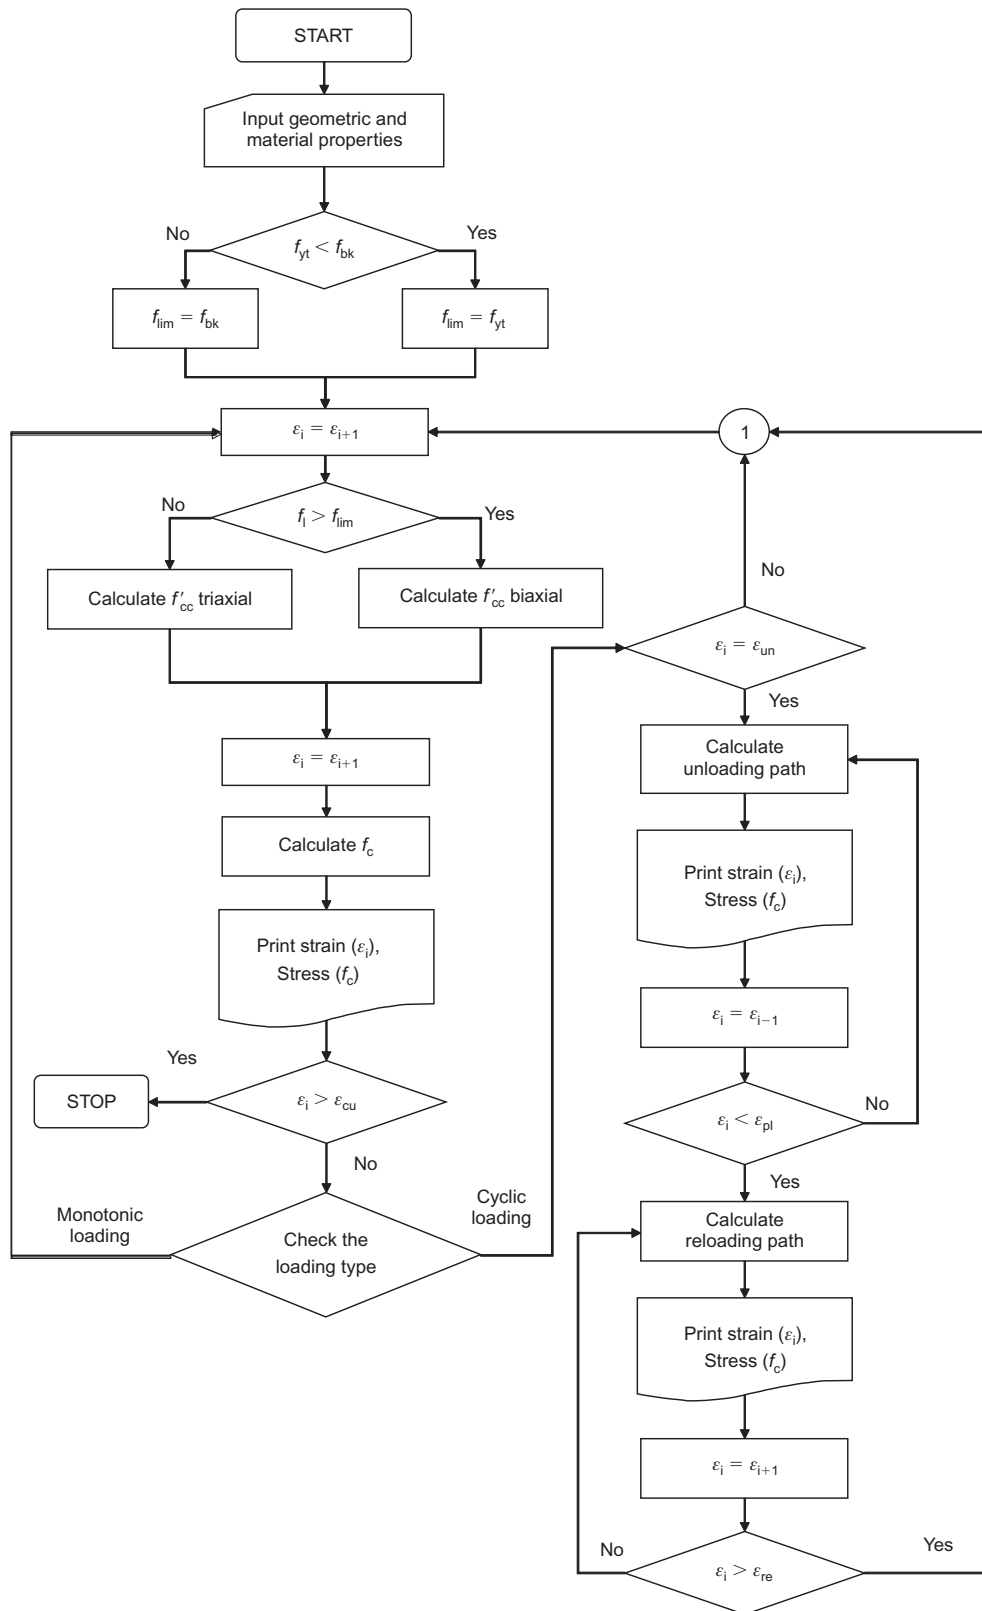 START
Input geometric and
material properties
No
Yes
f_yt < f_bk
f_lim = f_bk
f_lim = f_yt
ε_i = ε_i+1
1
No
Yes
f_l > f_lim
Calculate f′_cc triaxial
Calculate f′_cc biaxial
ε_i = ε_i+1
Calculate f_c
Print strain (ε_i),
Stress (f_c)
Yes
STOP
ε_i > ε_cu
No
Monotonic
loading
Check the
loading type
Cyclic
loading
No
ε_i = ε_un
Yes
Calculate
unloading path
Print strain (ε_i),
Stress (f_c)
ε_i = ε_i−1
ε_i < ε_pl
No
Yes
Calculate
reloading path
Print strain (ε_i),
Stress (f_c)
ε_i = ε_i+1
No
ε_i > ε_re
Yes